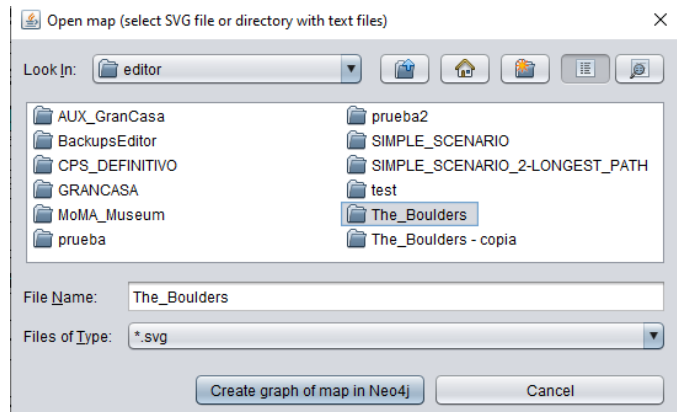 Open map (select SVG file or directory with text files)
Look In: editor
AUX_GranCasa
BackupsEditor
CPS_DEFINITIVO
GRANCASA
MoMA_Museum
prueba
prueba2
SIMPLE_SCENARIO
SIMPLE_SCENARIO_2-LONGEST_PATH
test
The_Boulders
The_Boulders - copia
File Name: The_Boulders
Files of Type: *.svg
Create graph of map in Neo4j Cancel